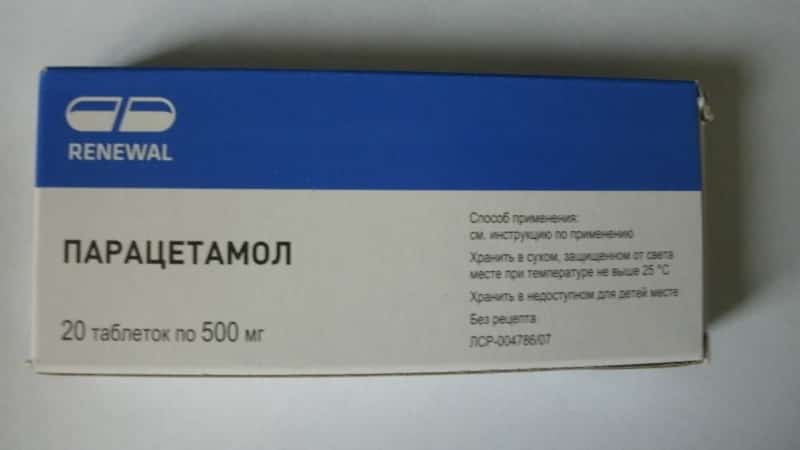 RENEWAL
ПАРАЦЕТАМОЛ
20 таблеток по 500 мг
Способ применения:
см. инструкцию по применению
Хранить в сухом, защищенном от света
месте при температуре не выше 25 °С
Хранить в недоступном для детей месте
Без рецепта
ЛСР-004786/07